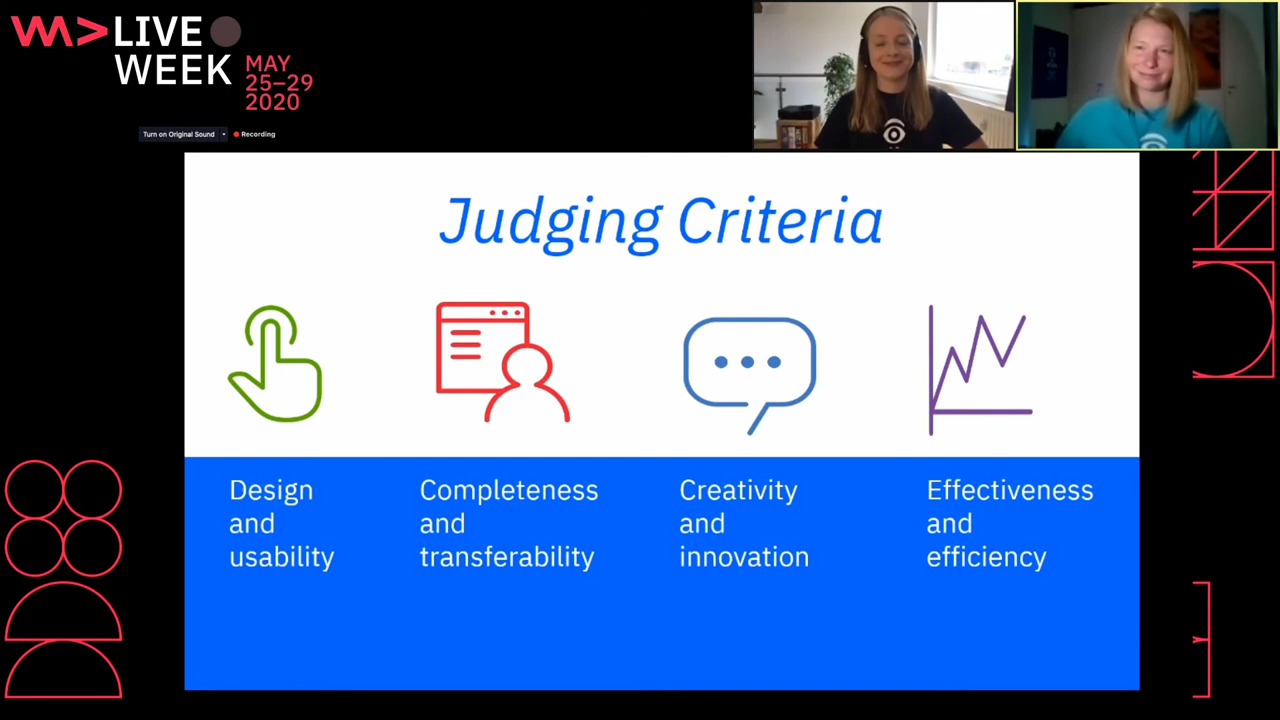 LIVE
WEEK
MAY
25–29
2020
Turn on Original Sound
Recording
Judging Criteria
Design
and
usability
Completeness
and
transferability
Creativity
and
innovation
Effectiveness
and
efficiency